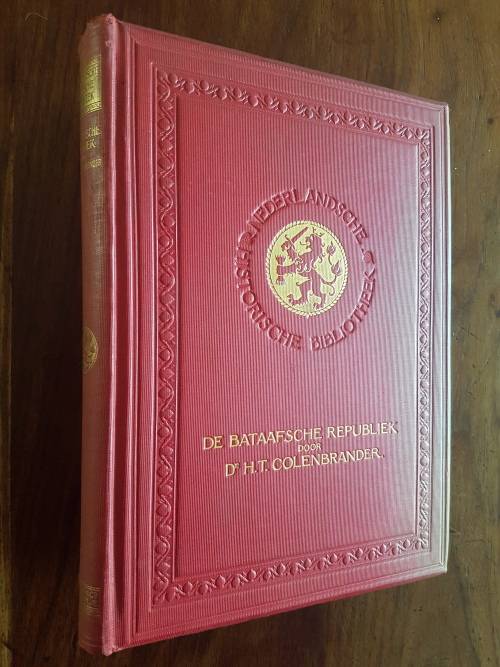 NEDERLANDSCHE
HISTORISCHE BIBLIOTHEEK
DE BATAAFSCHE REPUBLIEK
DOOR
DR H.T. COLENBRANDER.